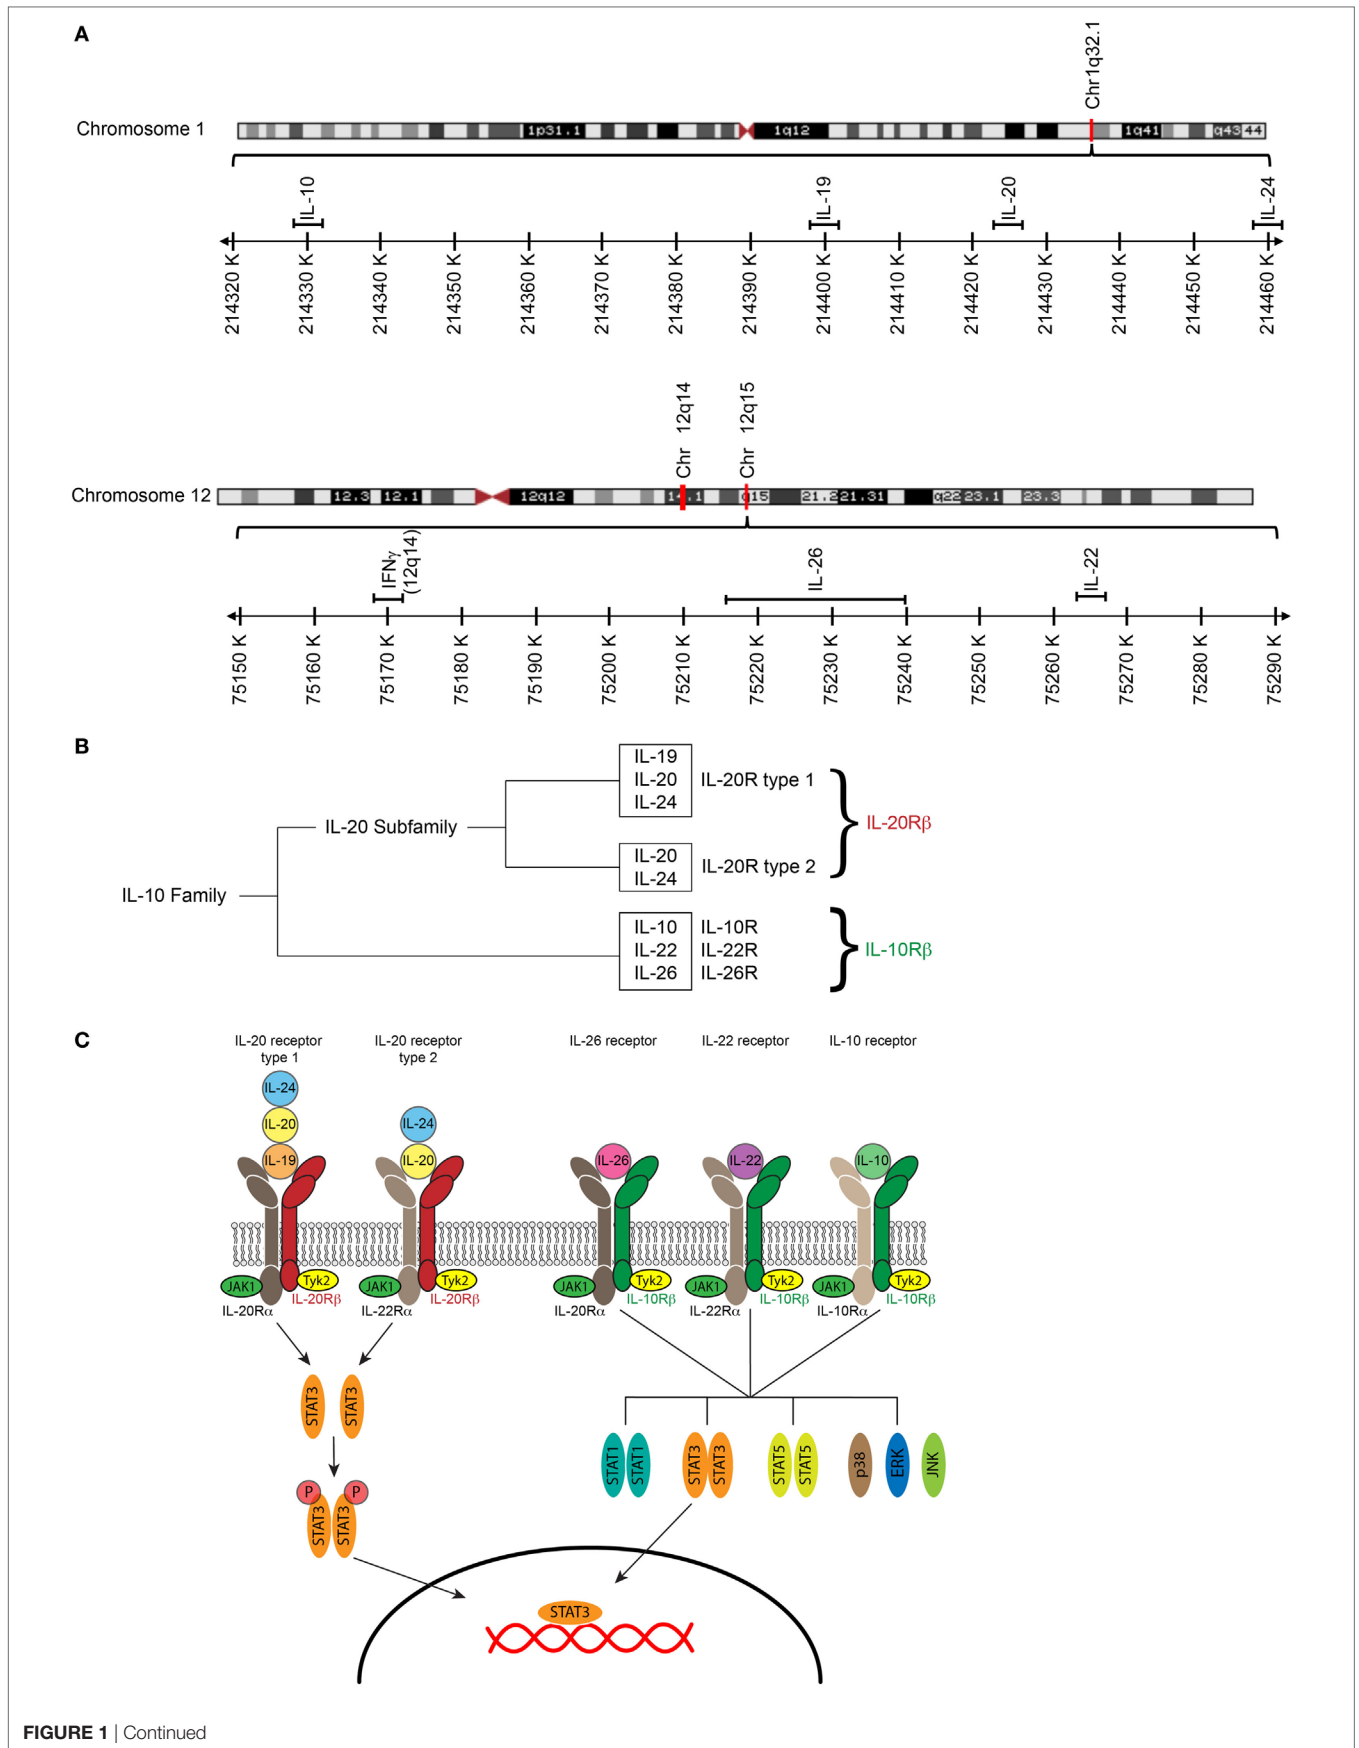 A
Chr1q32.1
Chromosome 1
1p31.1
1q12
1q41
q43
44
IL-10
IL-19
IL-20
IL-24
214320 K
214330 K
214340 K
214350 K
214360 K
214370 K
214380 K
214390 K
214400 K
214410 K
214420 K
214430 K
214440 K
214450 K
214460 K
Chr 12q14
Chr 12q15
Chromosome 12
12.3
12.1
12q12
q15
21.2
21.31
q22
23.1
23.3
IFNγ
(12q14)
IL-26
IL-22
75150 K
75160 K
75170 K
75180 K
75190 K
75200 K
75210 K
75220 K
75230 K
75240 K
75250 K
75260 K
75270 K
75280 K
75290 K
B
IL-19
IL-20 IL-20R type 1
IL-24
IL-20Rβ
IL-20 Subfamily
IL-20
IL-24
IL-20R type 2
IL-10 Family
IL-10 IL-10R
IL-22 IL-22R IL-10Rβ
IL-26 IL-26R
C
IL-20 receptor
type 1
IL-20 receptor
type 2
IL-26 receptor
IL-22 receptor
IL-10 receptor
IL-24
IL-20
IL-19
IL-24
IL-20
IL-26
IL-22
IL-10
JAK1
Tyk2
JAK1
Tyk2
JAK1
Tyk2
JAK1
Tyk2
JAK1
Tyk2
IL-20Rα
IL-20Rβ
IL-22Rα
IL-20Rβ
IL-20Rα
IL-10Rβ
IL-22Rα
IL-10Rβ
IL-10Rα
IL-10Rβ
STAT3
STAT3
STAT1
STAT1
STAT3
STAT3
STAT5
STAT5
p38
ERK
JNK
P
P
STAT3
STAT3
STAT3
FIGURE 1 | Continued